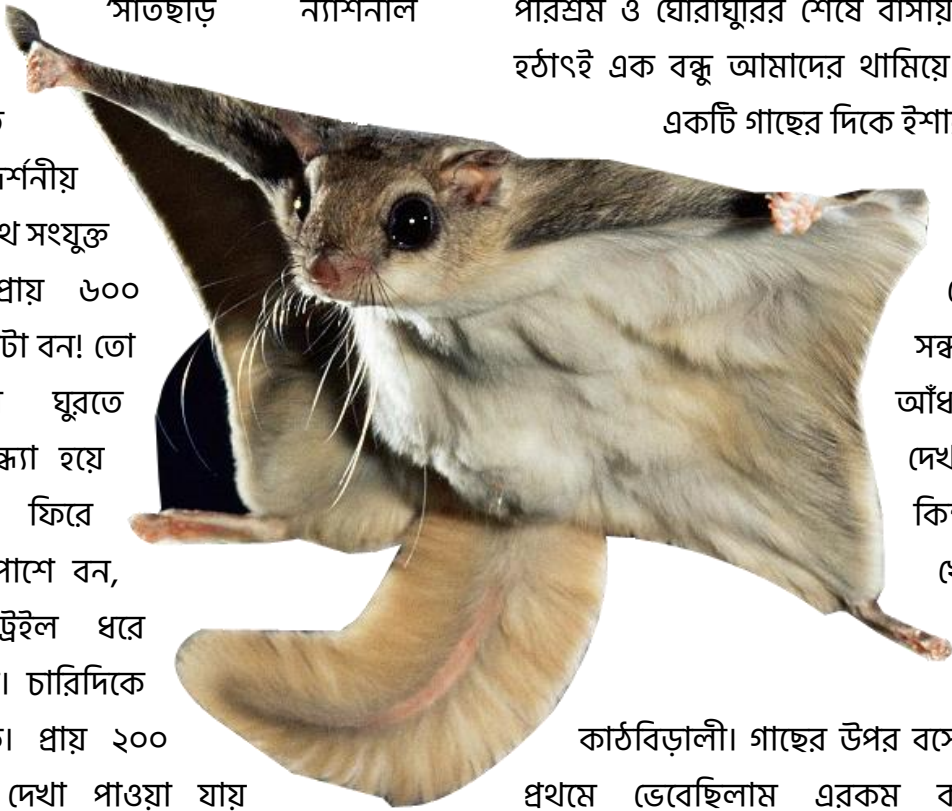 ‘সাতছড়ি ন্যাশনাল
র্শনীয়
থ সংযুক্ত
প্রায় ৬০০
টা বন! তো
ঘুরতে
ন্ধ্যা হয়ে
ফিরে
পাশে বন,
ট্রেইল ধরে
। চারিদিকে
। প্রায় ২০০
দেখা পাওয়া যায়
পরিশ্রম ও ঘোরাঘুরির শেষে বাসায়
হঠাৎই এক বন্ধু আমাদের থামিয়ে
একটি গাছের দিকে ইশা
সন্ধ
আঁধ
দেখ
কাঠবিড়ালী। গাছের উপর বসে
প্রথমে ভেবেছিলাম এরকম